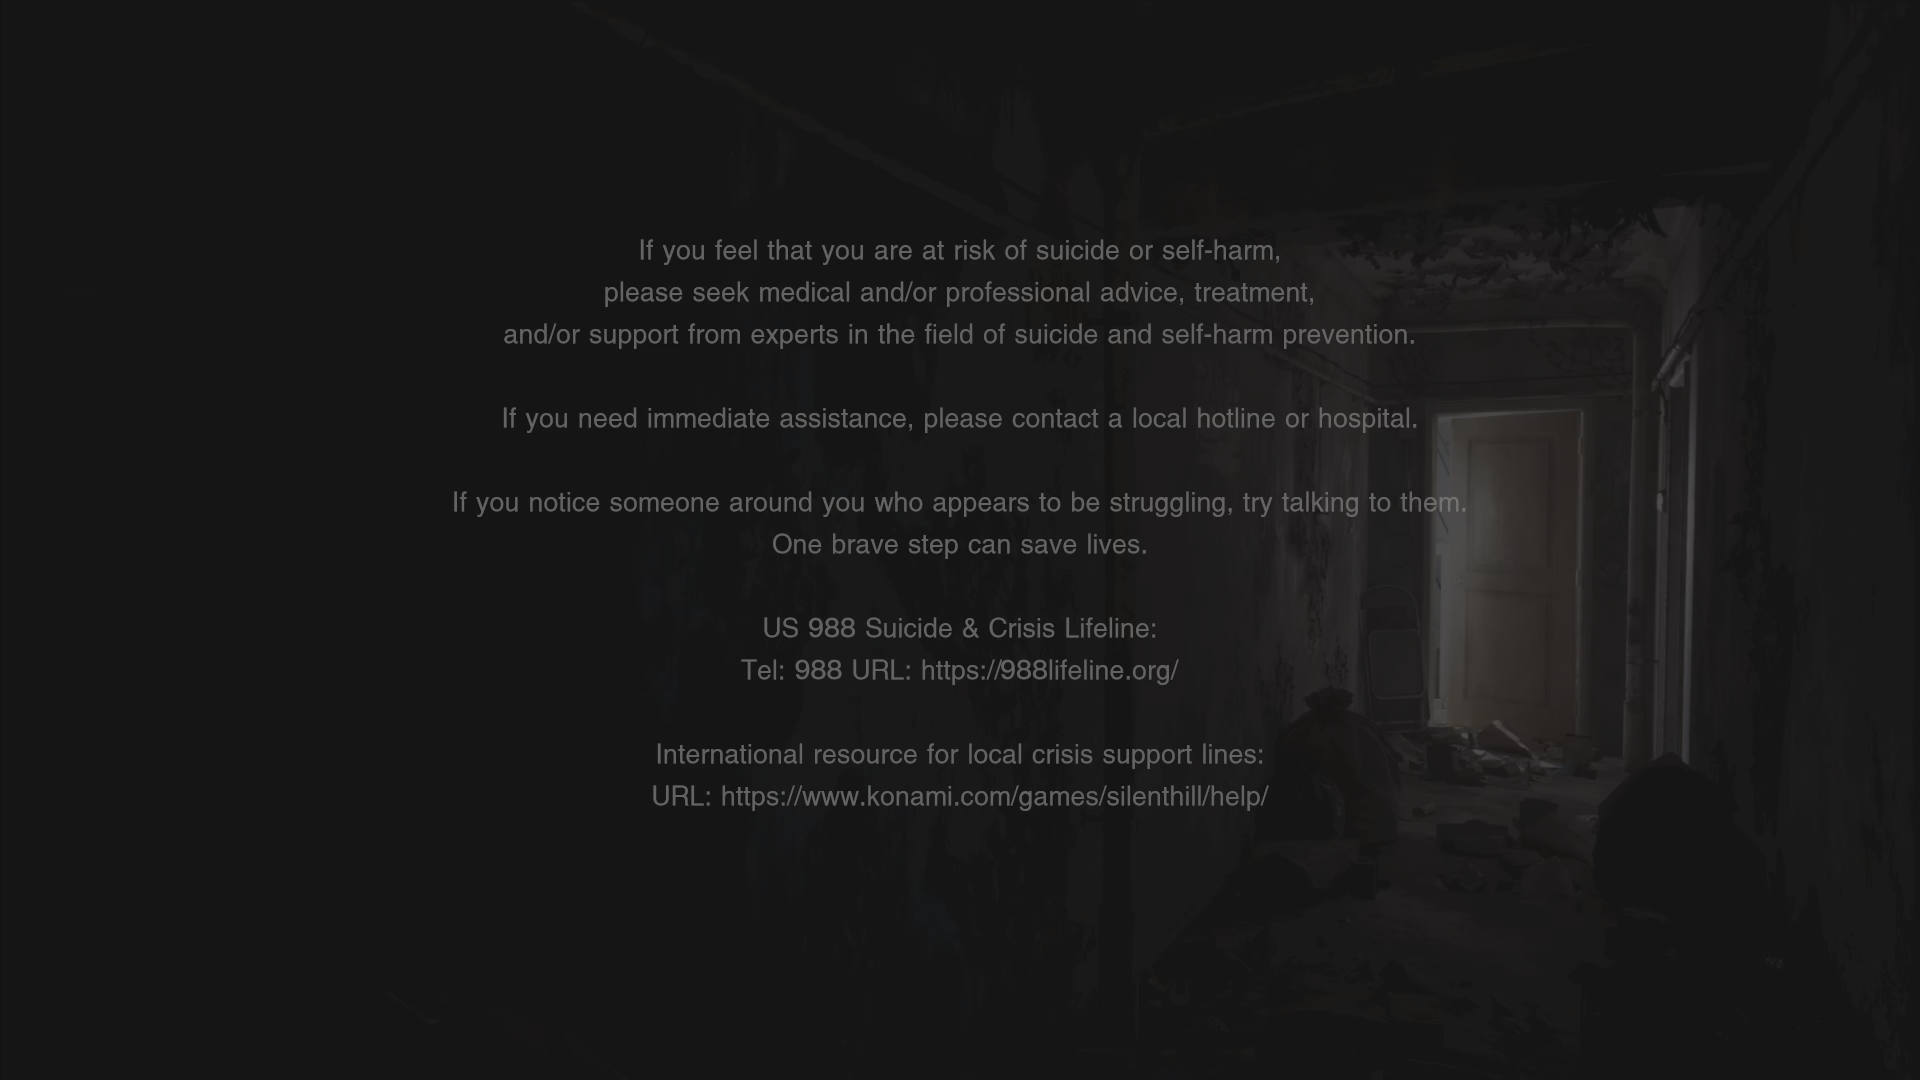 If you feel that you are at risk of suicide or self-harm,
please seek medical and/or professional advice, treatment,
and/or support from experts in the field of suicide and self-harm prevention.
If you need immediate assistance, please contact a local hotline or hospital.
If you notice someone around you who appears to be struggling, try talking to them.
One brave step can save lives.
US 988 Suicide & Crisis Lifeline:
Tel: 988 URL: https://988lifeline.org/
International resource for local crisis support lines:
URL: https://www.konami.com/games/silenthill/help/